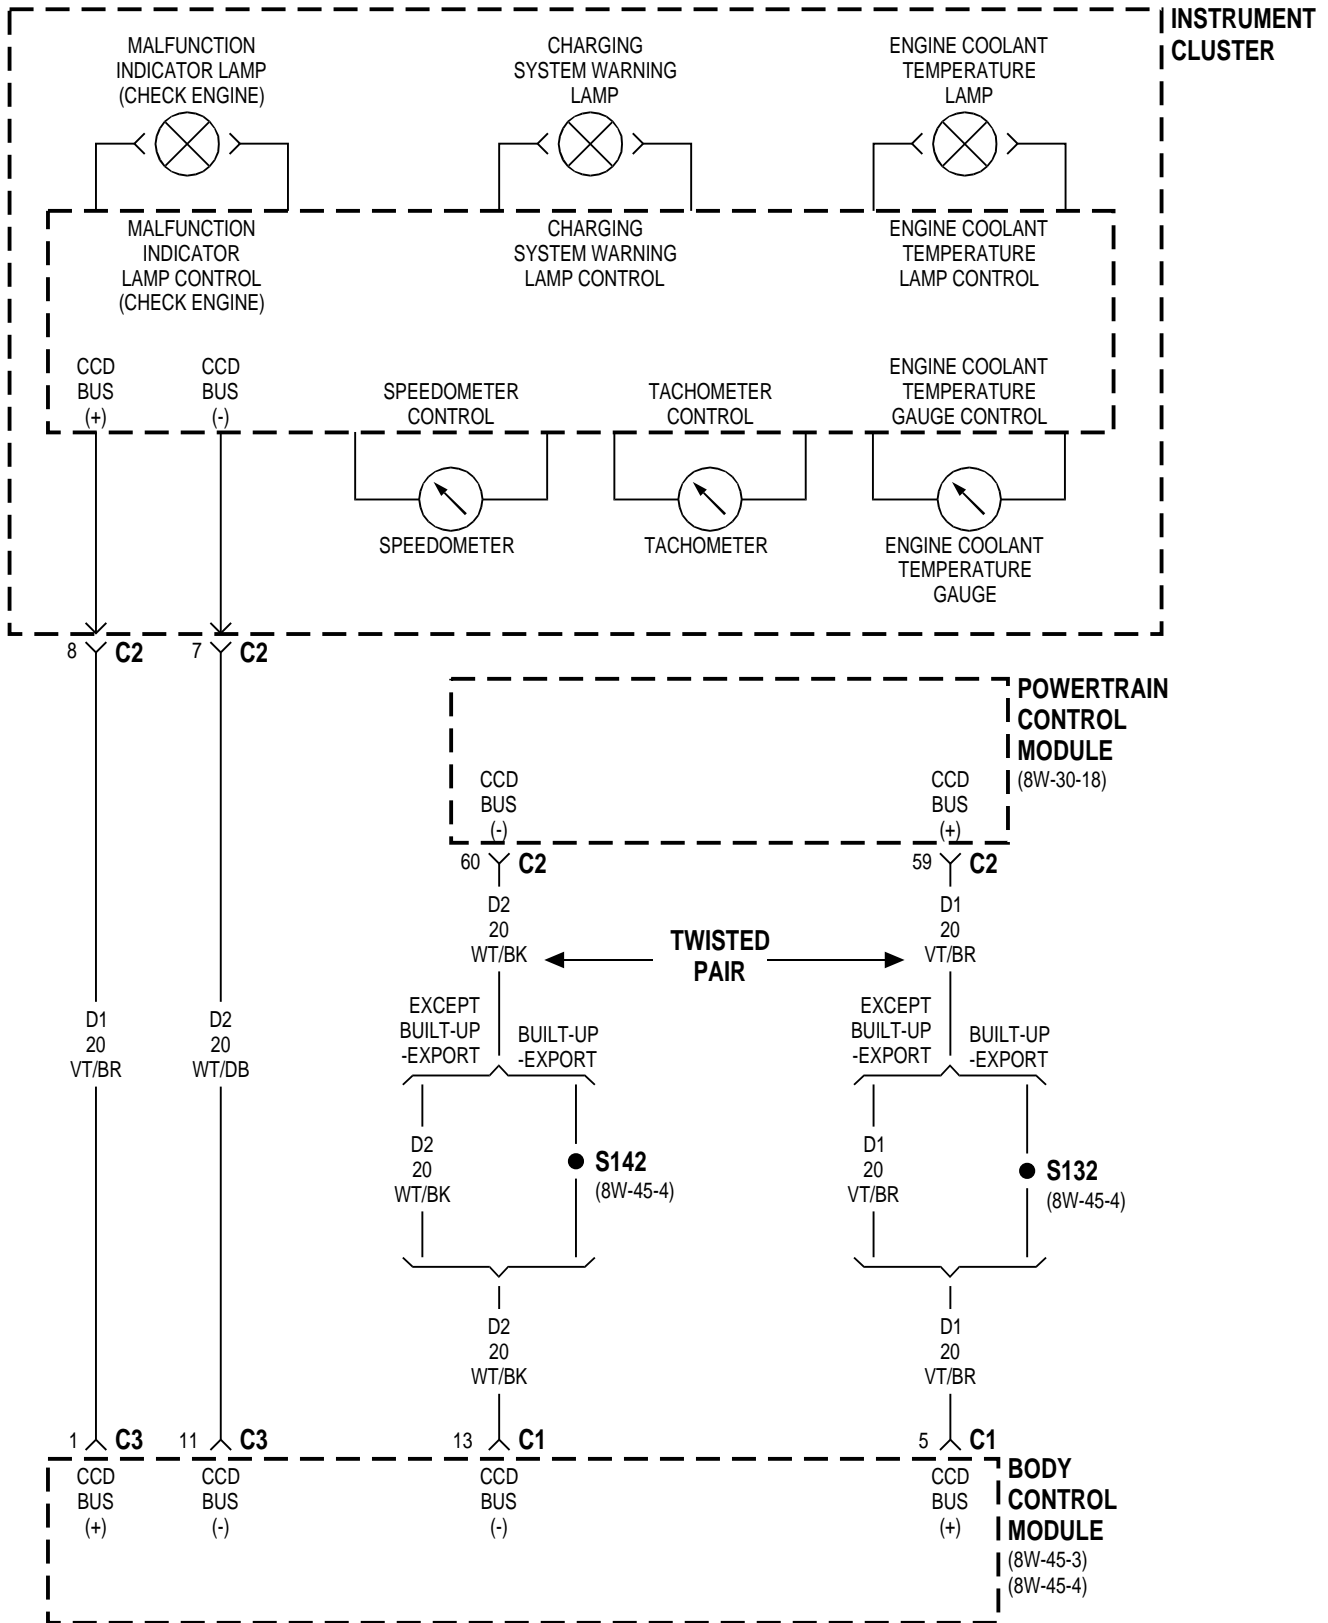 INSTRUMENT
CLUSTER
MALFUNCTION
INDICATOR LAMP
(CHECK ENGINE)
CHARGING
SYSTEM WARNING
LAMP
ENGINE COOLANT
TEMPERATURE
LAMP
MALFUNCTION
INDICATOR
LAMP CONTROL
(CHECK ENGINE)
CHARGING
SYSTEM WARNING
LAMP CONTROL
ENGINE COOLANT
TEMPERATURE
LAMP CONTROL
CCD
BUS
(+)
CCD
BUS
(-)
SPEEDOMETER
CONTROL
TACHOMETER
CONTROL
ENGINE COOLANT
TEMPERATURE
GAUGE CONTROL
SPEEDOMETER
TACHOMETER
ENGINE COOLANT
TEMPERATURE
GAUGE
8 C2
7 C2
POWERTRAIN
CONTROL
MODULE
(8W-30-18)
CCD
BUS
(-)
CCD
BUS
(+)
60 C2
59 C2
D2
20
WT/BK
TWISTED
PAIR
D1
20
VT/BR
D1
20
VT/BR
D2
20
WT/DB
EXCEPT
BUILT-UP
-EXPORT
BUILT-UP
-EXPORT
EXCEPT
BUILT-UP
-EXPORT
BUILT-UP
-EXPORT
D2
20
WT/BK
S142
(8W-45-4)
D1
20
VT/BR
S132
(8W-45-4)
D2
20
WT/BK
D1
20
VT/BR
1 C3
11 C3
13 C1
5 C1
CCD
BUS
(+)
CCD
BUS
(-)
CCD
BUS
(-)
CCD
BUS
(+)
BODY
CONTROL
MODULE
(8W-45-3)
(8W-45-4)